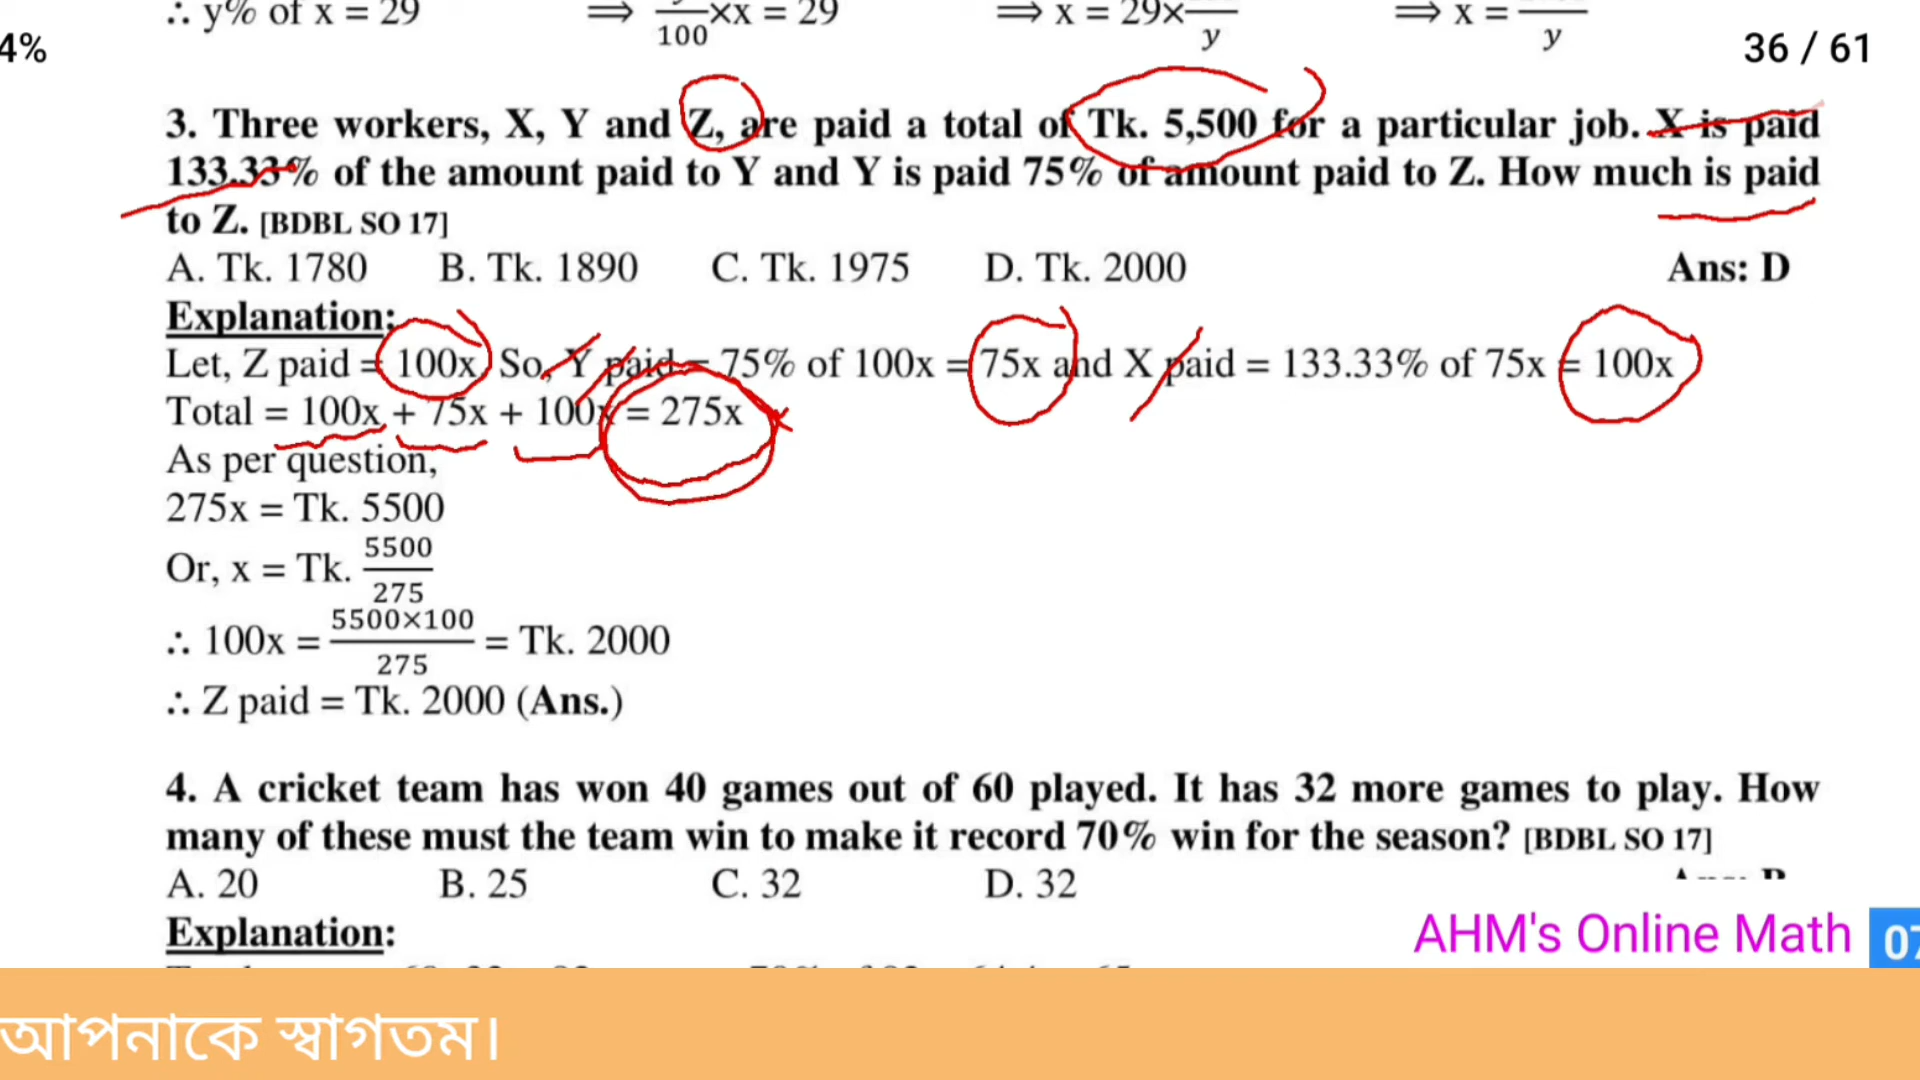 ∴ y% of x = 29 ⟹ 100 ×x = 29 ⟹ x = 29× y ⟹ x = y
4%
36 / 61
3. Three workers, X, Y and Z, are paid a total of Tk. 5,500 for a particular job. X is paid
133.33% of the amount paid to Y and Y is paid 75% of amount paid to Z. How much is paid
to Z. [BDBL SO 17]
A. Tk. 1780 B. Tk. 1890 C. Tk. 1975 D. Tk. 2000 Ans: D
Explanation:
Let, Z paid = 100x, So, Y paid = 75% of 100x = 75x and X paid = 133.33% of 75x = 100x
Total = 100x + 75x + 100x = 275x
As per question,
275x = Tk. 5500
Or, x = Tk. 5500/275
∴ 100x = 5500×100/275 = Tk. 2000
∴ Z paid = Tk. 2000 (Ans.)
4. A cricket team has won 40 games out of 60 played. It has 32 more games to play. How
many of these must the team win to make it record 70% win for the season? [BDBL SO 17]
A. 20 B. 25 C. 32 D. 32
Explanation:
AHM's Online Math
07
আপনাকে স্বাগতম।